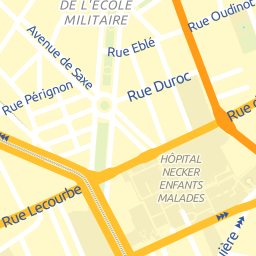 DE L'ÉCOLE
MILITAIRE
Rue Oudinot
Rue Eblé
Avenue de Saxe
Rue Duroc
Rue Pérignon
Rue
HÔPITAL
NECKER
ENFANTS
MALADES
Rue Lecourbe